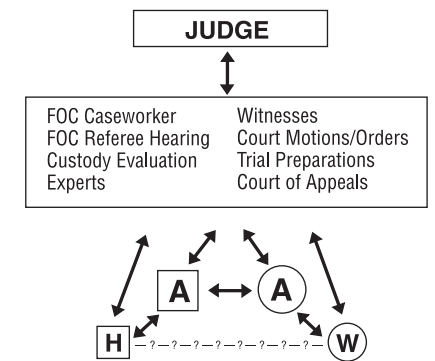 JUDGE
FOC Caseworker Witnesses
FOC Referee Hearing Court Motions/Orders
Custody Evaluation Trial Preparations
Experts Court of Appeals
A A
H –?–?–?–?–?–?–?– W